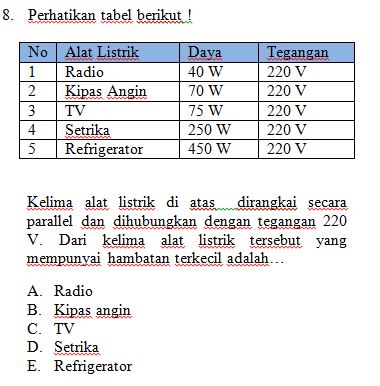 8. Perhatikan tabel berikut !
No Alat Listrik Daya Tegangan
1 Radio 40 W 220 V
2 Kipas Angin 70 W 220 V
3 TV 75 W 220 V
4 Setrika 250 W 220 V
5 Refrigerator 450 W 220 V
Kelima alat listrik di atas dirangkai secara
parallel dan dihubungkan dengan tegangan 220
V. Dari kelima alat listrik tersebut yang
mempunyai hambatan terkecil adalah…
A. Radio
B. Kipas angin
C. TV
D. Setrika
E. Refrigerator